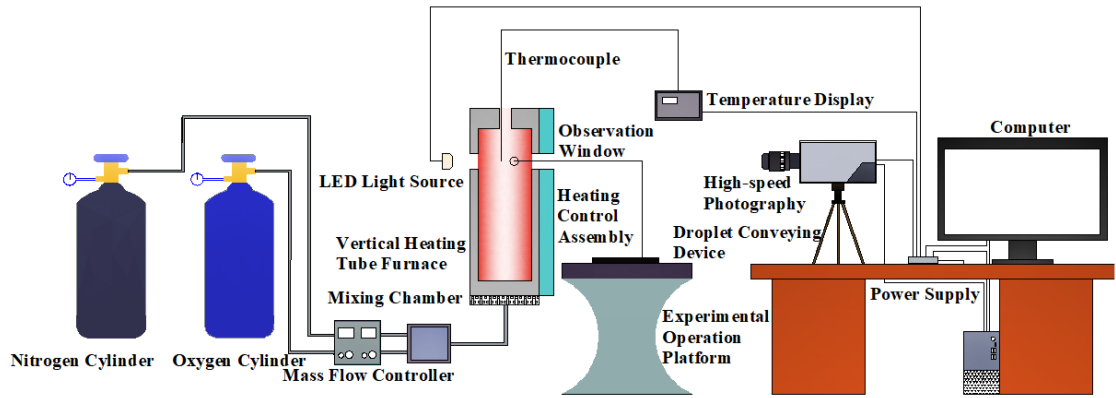 Thermocouple
Temperature Display
Computer
Observation
Window
LED Light Source
High-speed
Photography
Heating
Control
Assembly
Droplet Conveying
Device
Vertical Heating
Tube Furnace
Mixing Chamber
Power Supply
Experimental
Operation
Platform
Nitrogen Cylinder
Oxygen Cylinder
Mass Flow Controller